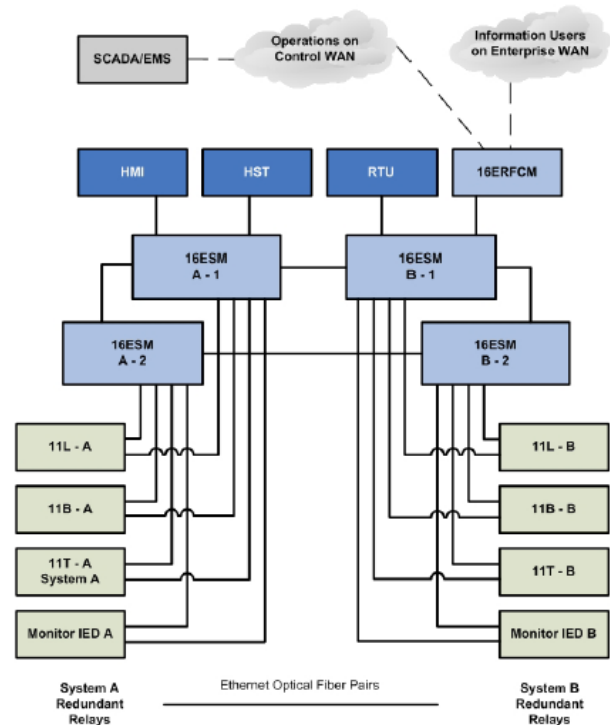 Operations on
Control WAN
Information Users
on Enterprise WAN
SCADA/EMS
HMI
HST
RTU
16ERFCM
16ESM
A - 1
16ESM
B - 1
16ESM
A - 2
16ESM
B - 2
11L - A
11L - B
11B - A
11B - B
11T - A
System A
11T - B
Monitor IED A
Monitor IED B
System A
Redundant
Relays
Ethernet Optical Fiber Pairs
System B
Redundant
Relays